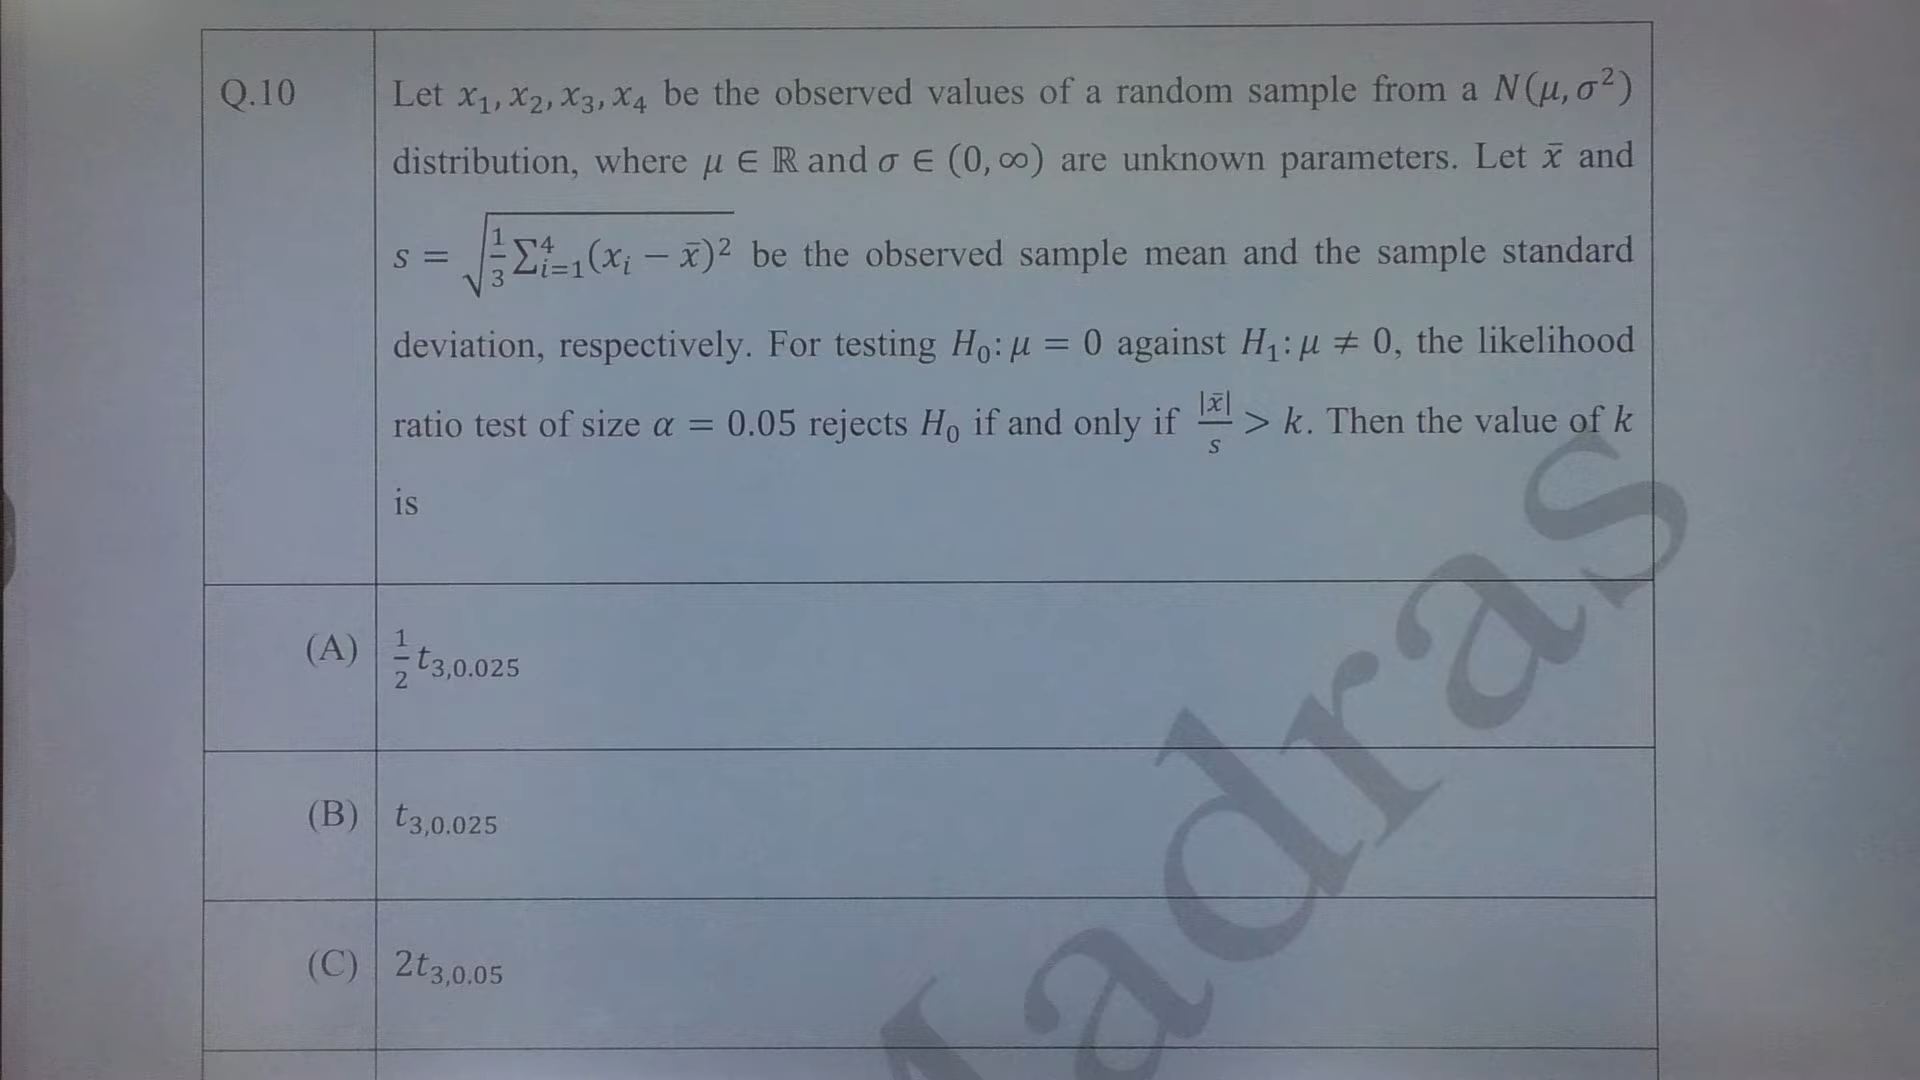 Q.10
Let x₁, x₂, x₃, x₄ be the observed values of a random sample from a N(μ, σ²)
distribution, where μ ∈ ℝ and σ ∈ (0, ∞) are unknown parameters. Let x̄ and
s = √(1/3 ∑⁴ᵢ₌₁(xᵢ − x̄)²) be the observed sample mean and the sample standard
deviation, respectively. For testing H₀: μ = 0 against H₁: μ ≠ 0, the likelihood
ratio test of size α = 0.05 rejects H₀ if and only if |x̄|/s > k. Then the value of k
is
(A) 1/2 t₃,₀.₀₂₅
(B) t₃,₀.₀₂₅
(C) 2t₃,₀.₀₅
Madras